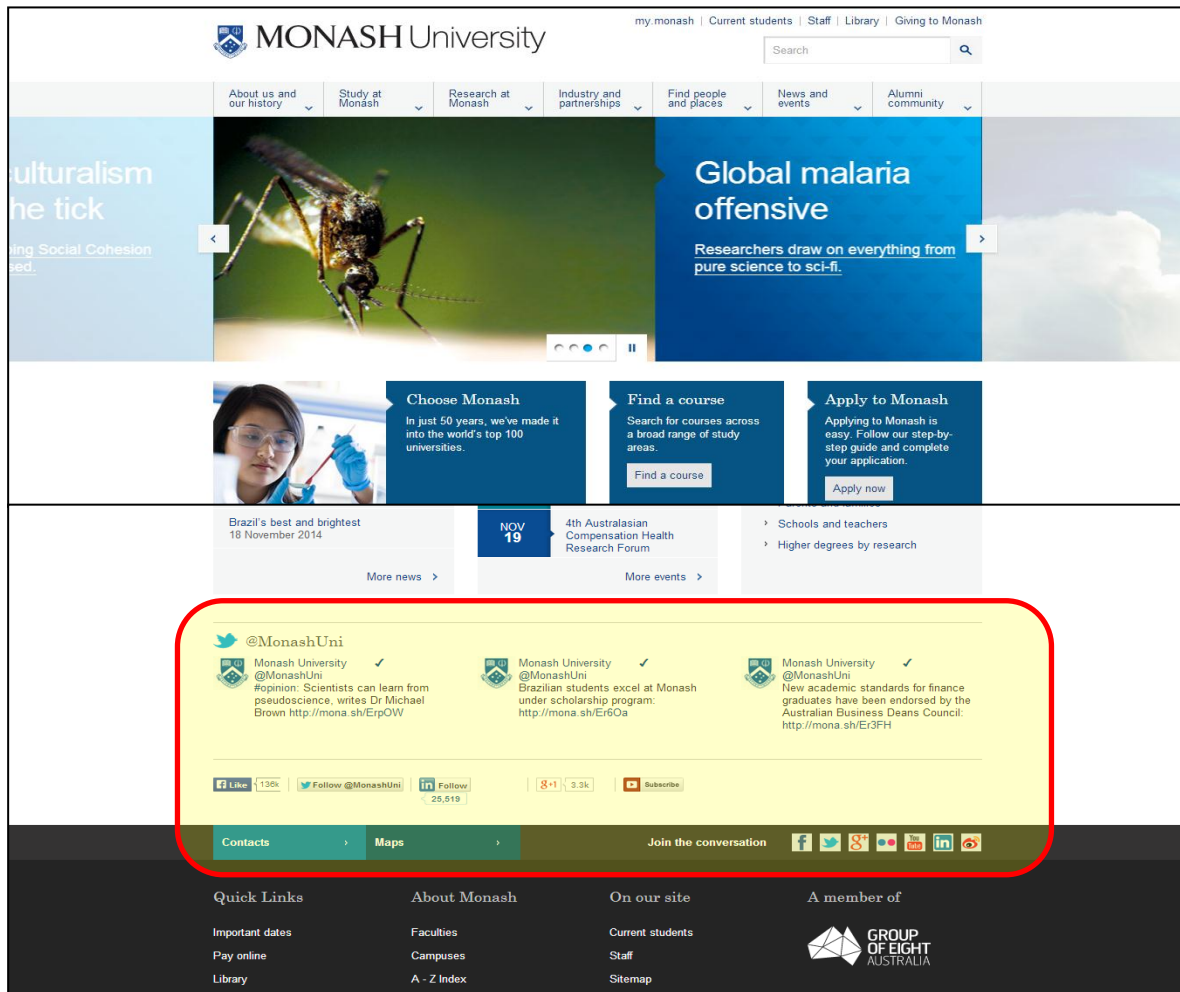 my.monash | Current students | Staff | Library | Giving to Monash
MONASH University
Search
About us and our history
Study at Monash
Research at Monash
Industry and partnerships
Find people and places
News and events
Alumni community
ulturalism
he tick
ing Social Cohesion
sed.
Global malaria
offensive
Researchers draw on everything from
pure science to sci-fi.
Choose Monash
In just 50 years, we've made it
into the world's top 100
universities.
Find a course
Search for courses across
a broad range of study
areas.
Find a course
Apply to Monash
Applying to Monash is
easy. Follow our step-by-
step guide and complete
your application.
Apply now
Brazil's best and brightest
18 November 2014
More news >
NOV
19
4th Australasian
Compensation Health
Research Forum
More events >
Parents and families
Schools and teachers
Higher degrees by research
@MonashUni
Monash University
@MonashUni
#opinion: Scientists can learn from
pseudoscience, writes Dr Michael
Brown http://mona.sh/ErpOW
Monash University
@MonashUni
Brazilian students excel at Monash
under scholarship program:
http://mona.sh/Er6Oa
Monash University
@MonashUni
New academic standards for finance
graduates have been endorsed by the
Australian Business Deans Council:
http://mona.sh/Er3FH
Like 136k
Follow @MonashUni
in Follow
25,519
g+1 3.3k
Subscribe
Contacts >
Maps >
Join the conversation
Quick Links
Important dates
Pay online
Library
About Monash
Faculties
Campuses
A - Z Index
On our site
Current students
Staff
Sitemap
A member of
GROUP
OF EIGHT
AUSTRALIA